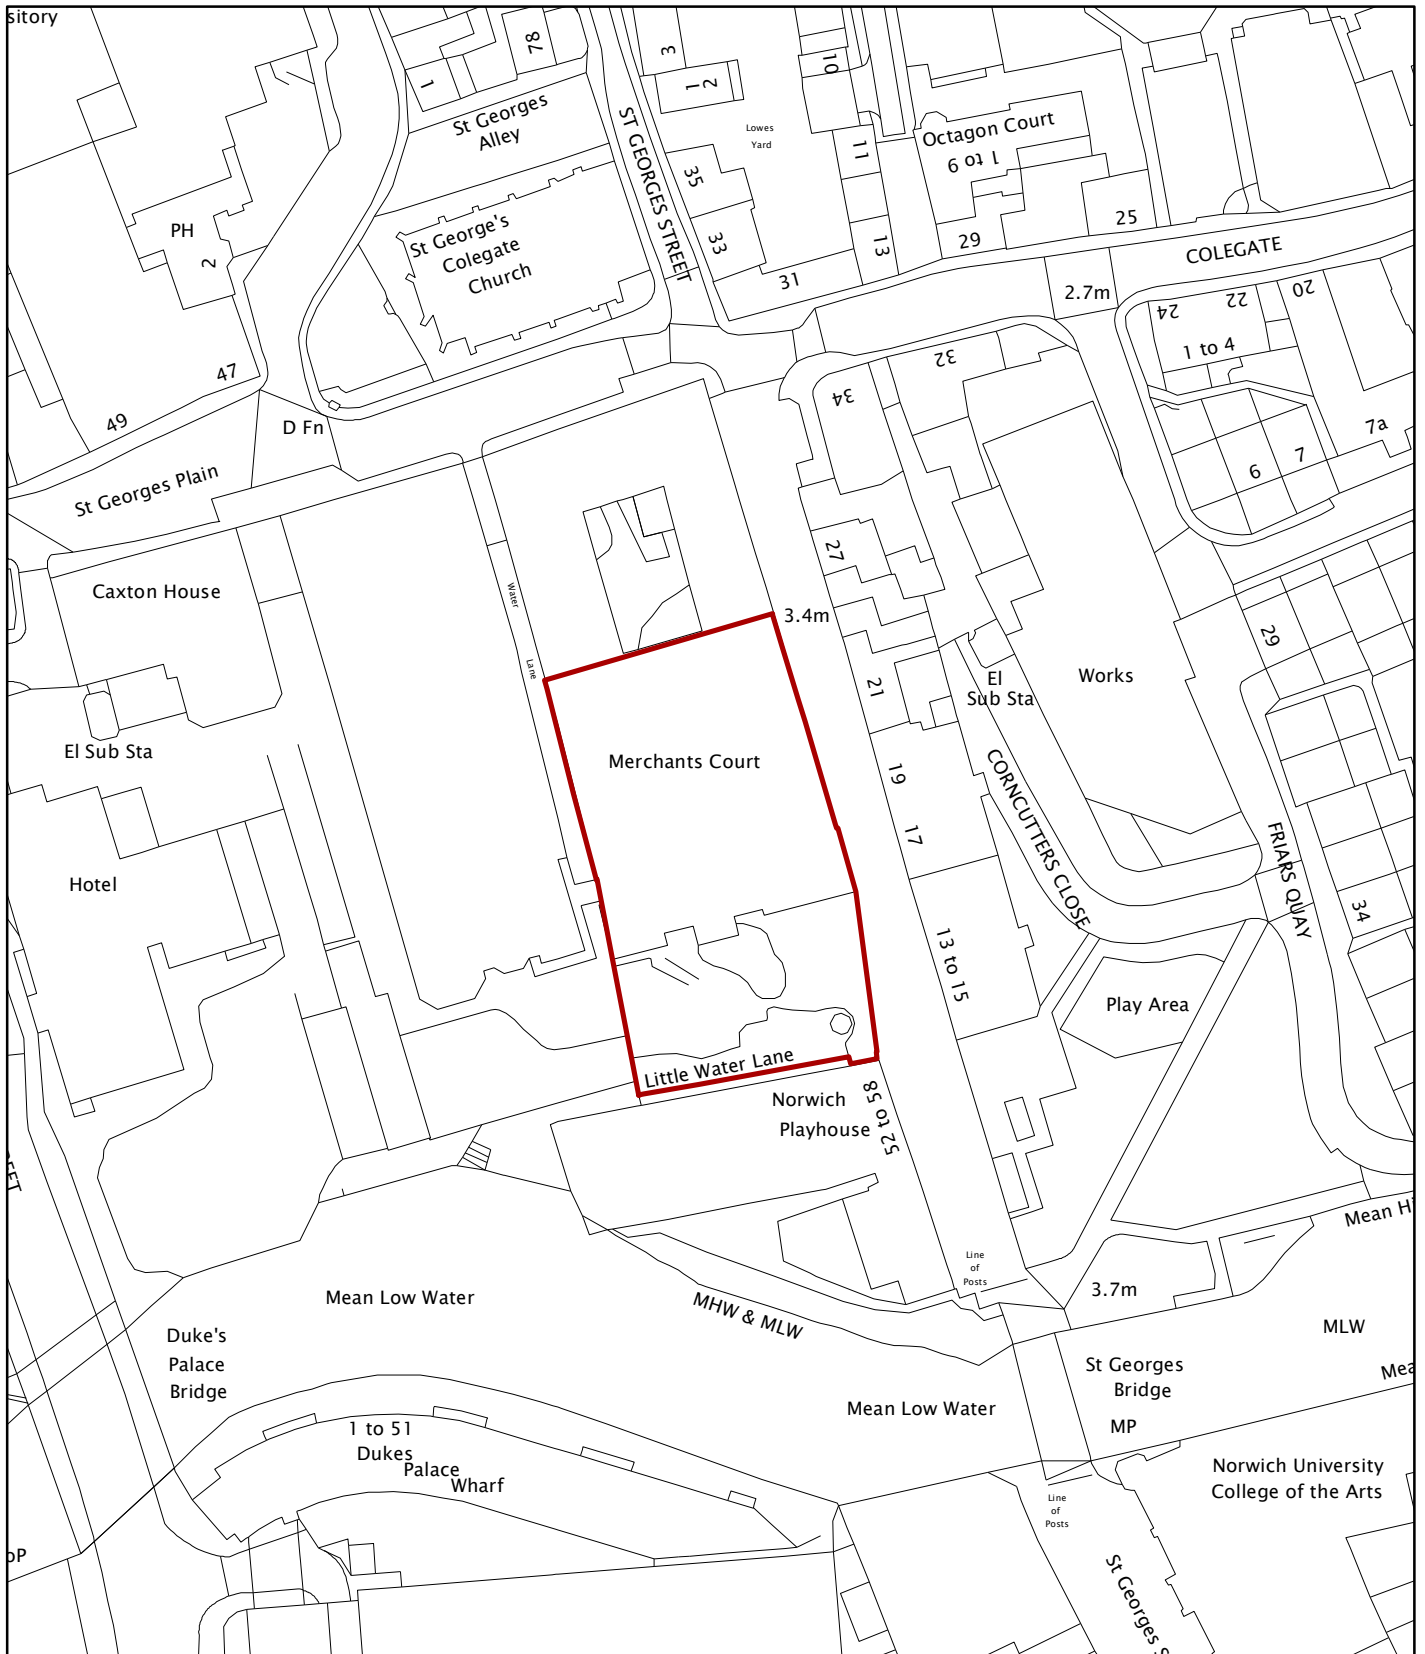 sitory
78
3
10
1
1 2
St Georges
Alley
ST GEORGES STREET
Lowes
Yard
Octagon Court
1 to 9
11
35
PH
2
St George's
Colegate
Church
33
13
29
25
31
COLEGATE
2.7m
24
22
20
1 to 4
32
34
47
49
D Fn
7a
6
7
St Georges Plain
27
Caxton House
Water
Lane
3.4m
29
21
El
Sub Sta
Works
El Sub Sta
Merchants Court
19
17
CORNCUTTERS CLOSE
FRIARS QUAY
Hotel
34
13 to 15
Play Area
Little Water Lane
Norwich
Playhouse
52 to 58
EET
Mean Hi
Line
of
Posts
3.7m
Mean Low Water
MHW & MLW
MLW
Duke's
Palace
Bridge
St Georges
Bridge
Mea
Mean Low Water
MP
1 to 51
Dukes
Palace
Wharf
Norwich University
College of the Arts
Line
of
Posts
oP
St Georges S